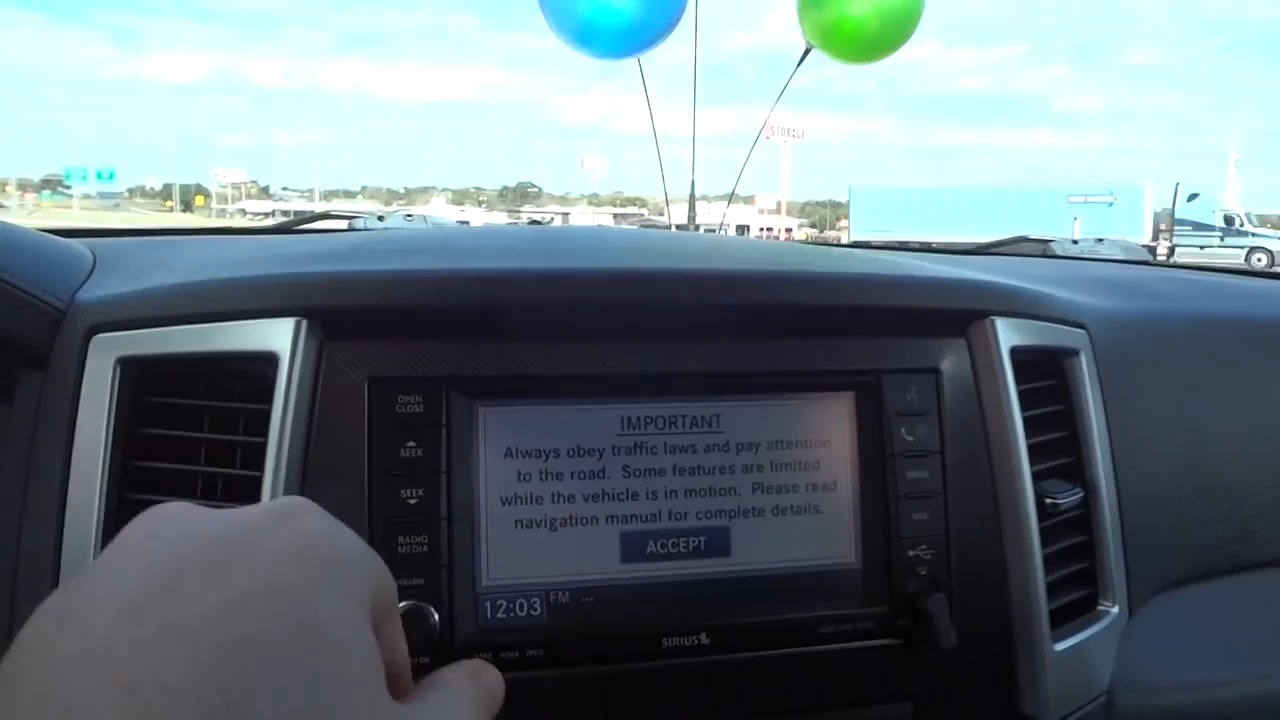 STORAGE
OPEN
CLOSE
SEEK
SEEK
RADIO
MEDIA
IMPORTANT
Always obey traffic laws and pay attention
to the road. Some features are limited
while the vehicle is in motion. Please read
navigation manual for complete details.
ACCEPT
12:03 FM ...
SIRIUS